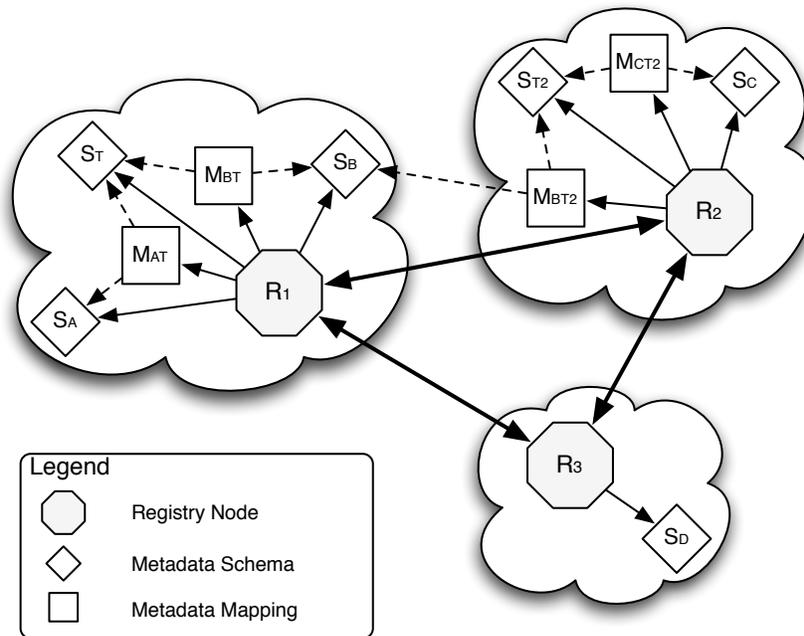 ST
MBT
SB
MAT
SA
R1
ST2
MCT2
SC
MBT2
R2
R3
SD
Legend
Registry Node
Metadata Schema
Metadata Mapping